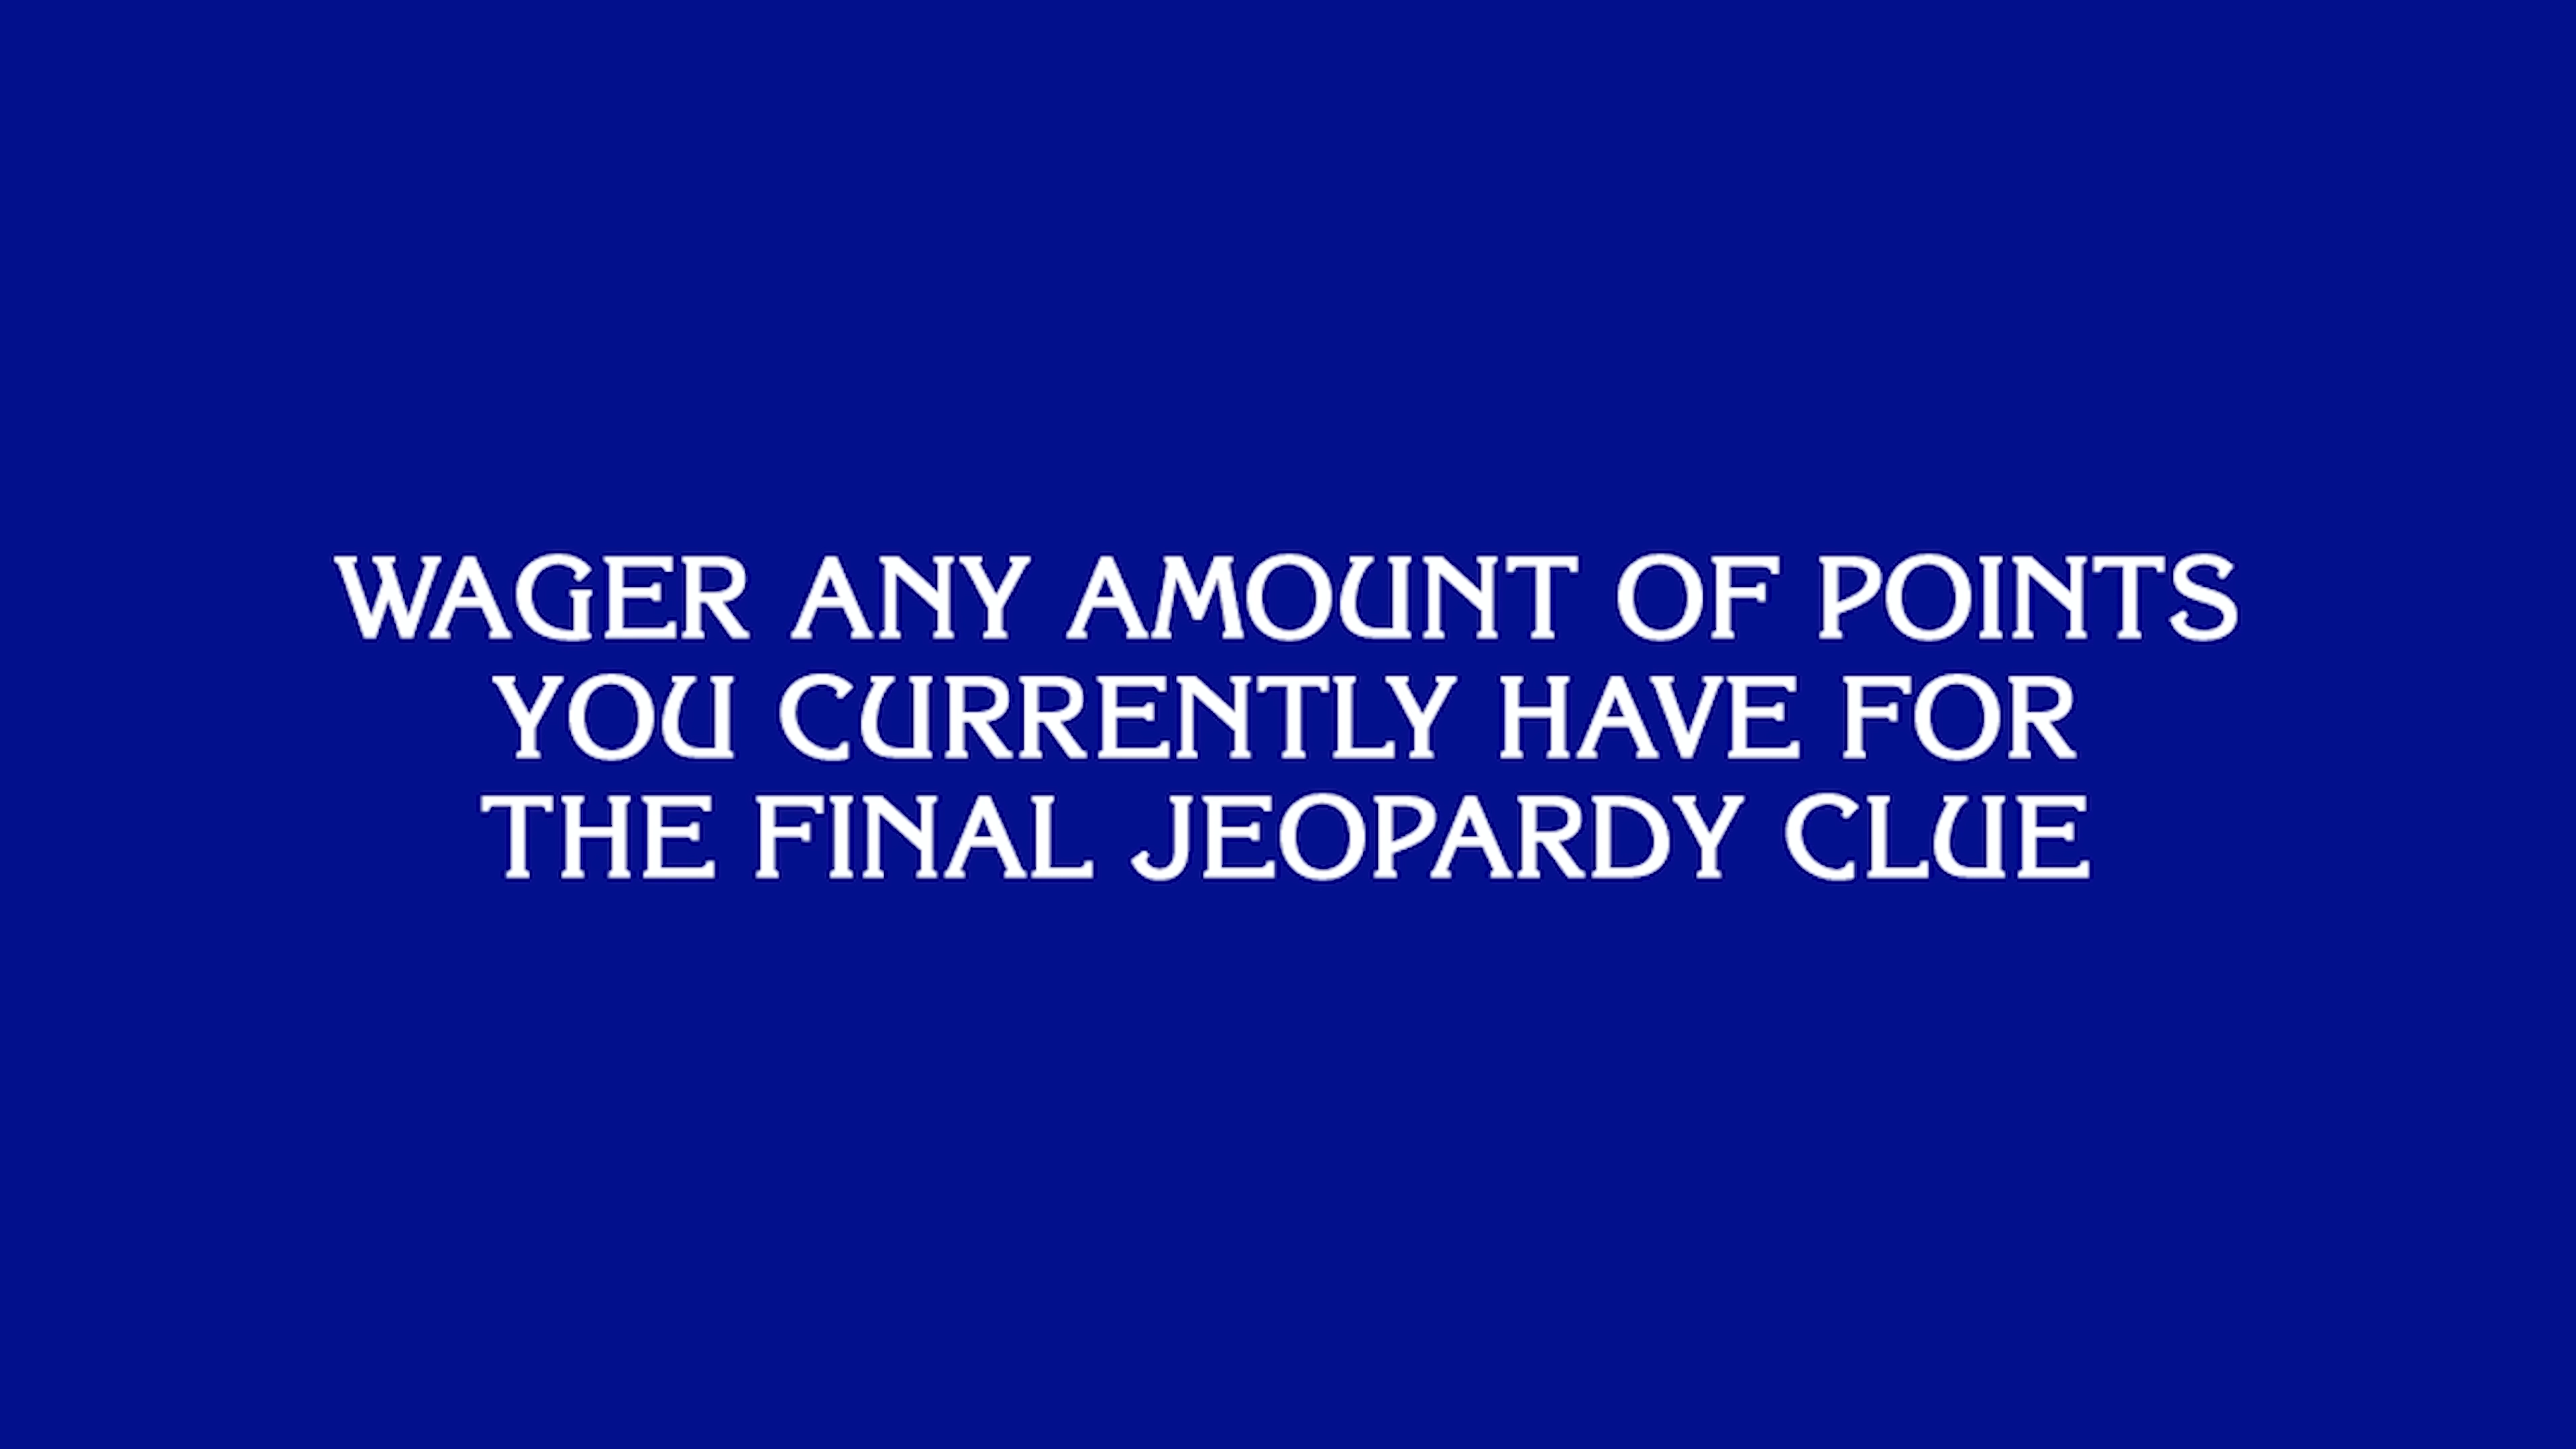 WAGER ANY AMOUNT OF POINTS
YOU CURRENTLY HAVE FOR
THE FINAL JEOPARDY CLUE